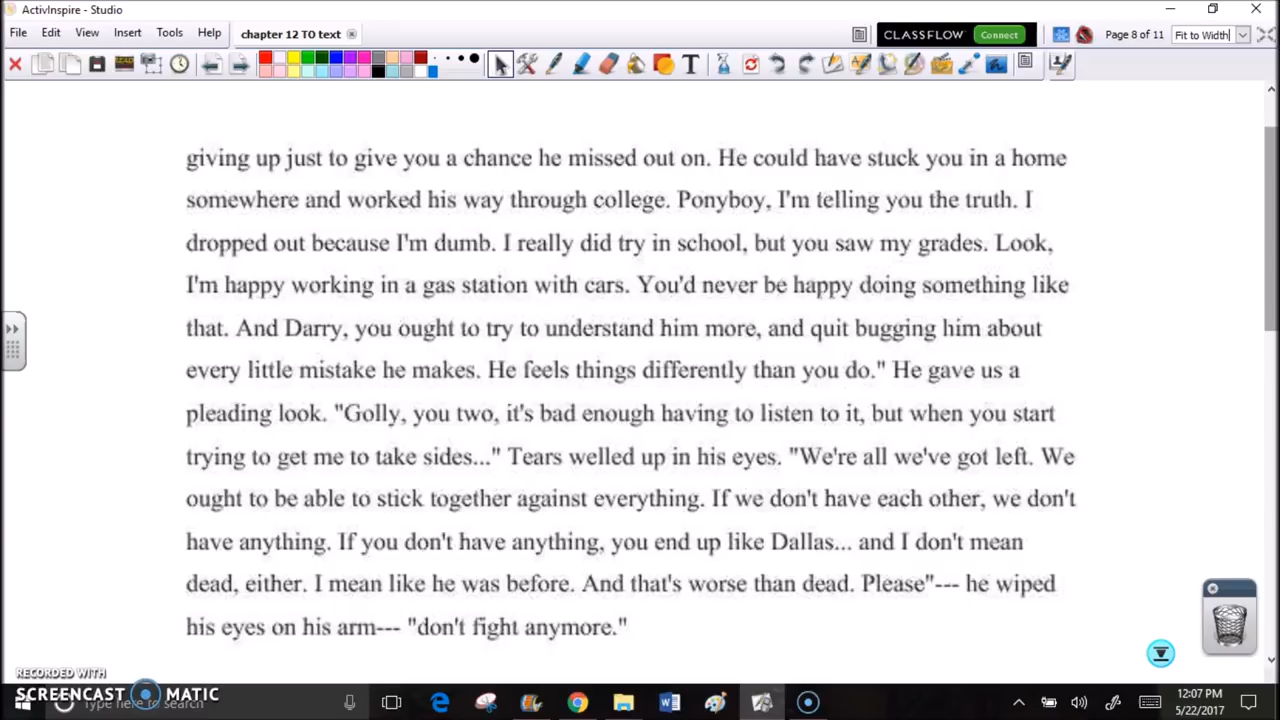 ActivInspire - Studio
File Edit View Insert Tools Help chapter 12 TO text CLASSFLOW Connect Page 8 of 11 Fit to Width
giving up just to give you a chance he missed out on. He could have stuck you in a home
somewhere and worked his way through college. Ponyboy, I'm telling you the truth. I
dropped out because I'm dumb. I really did try in school, but you saw my grades. Look,
I'm happy working in a gas station with cars. You'd never be happy doing something like
that. And Darry, you ought to try to understand him more, and quit bugging him about
every little mistake he makes. He feels things differently than you do." He gave us a
pleading look. "Golly, you two, it's bad enough having to listen to it, but when you start
trying to get me to take sides..." Tears welled up in his eyes. "We're all we've got left. We
ought to be able to stick together against everything. If we don't have each other, we don't
have anything. If you don't have anything, you end up like Dallas... and I don't mean
dead, either. I mean like he was before. And that's worse than dead. Please"--- he wiped
his eyes on his arm--- "don't fight anymore."
RECORDED WITH
SCREENCAST MATIC
Type here to search
12:07 PM
5/22/2017